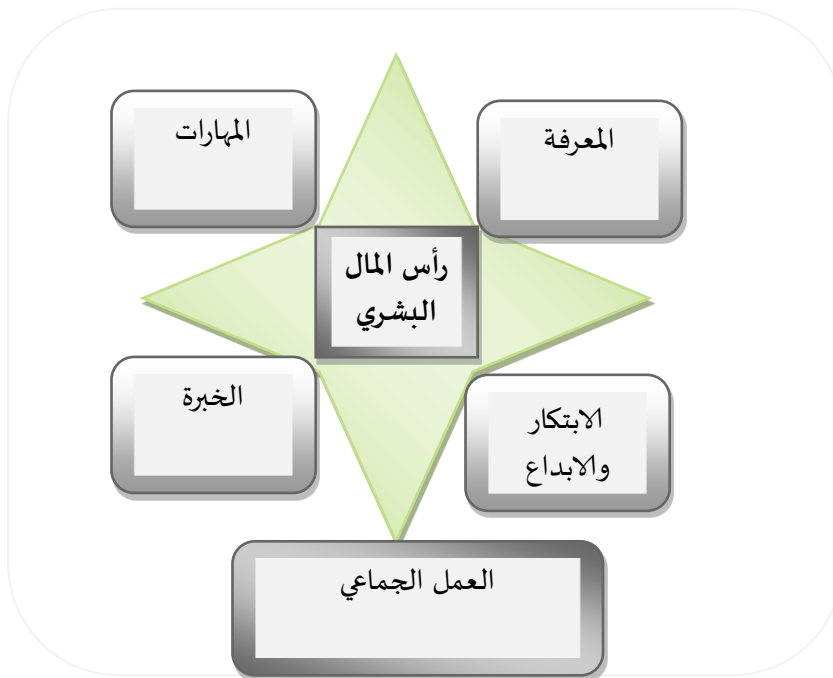 المعرفة
المهارات
رأس المال
البشري
الخبرة
الابتكار
والابداع
العمل الجماعي